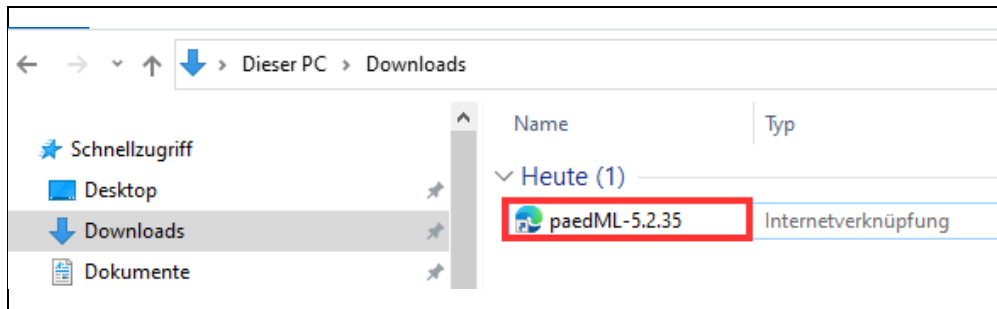 Dieser PC > Downloads
Name Typ
Schnellzugriff
Heute (1)
Desktop
paedML-5.2.35 Internetverknüpfung
Downloads
Dokumente